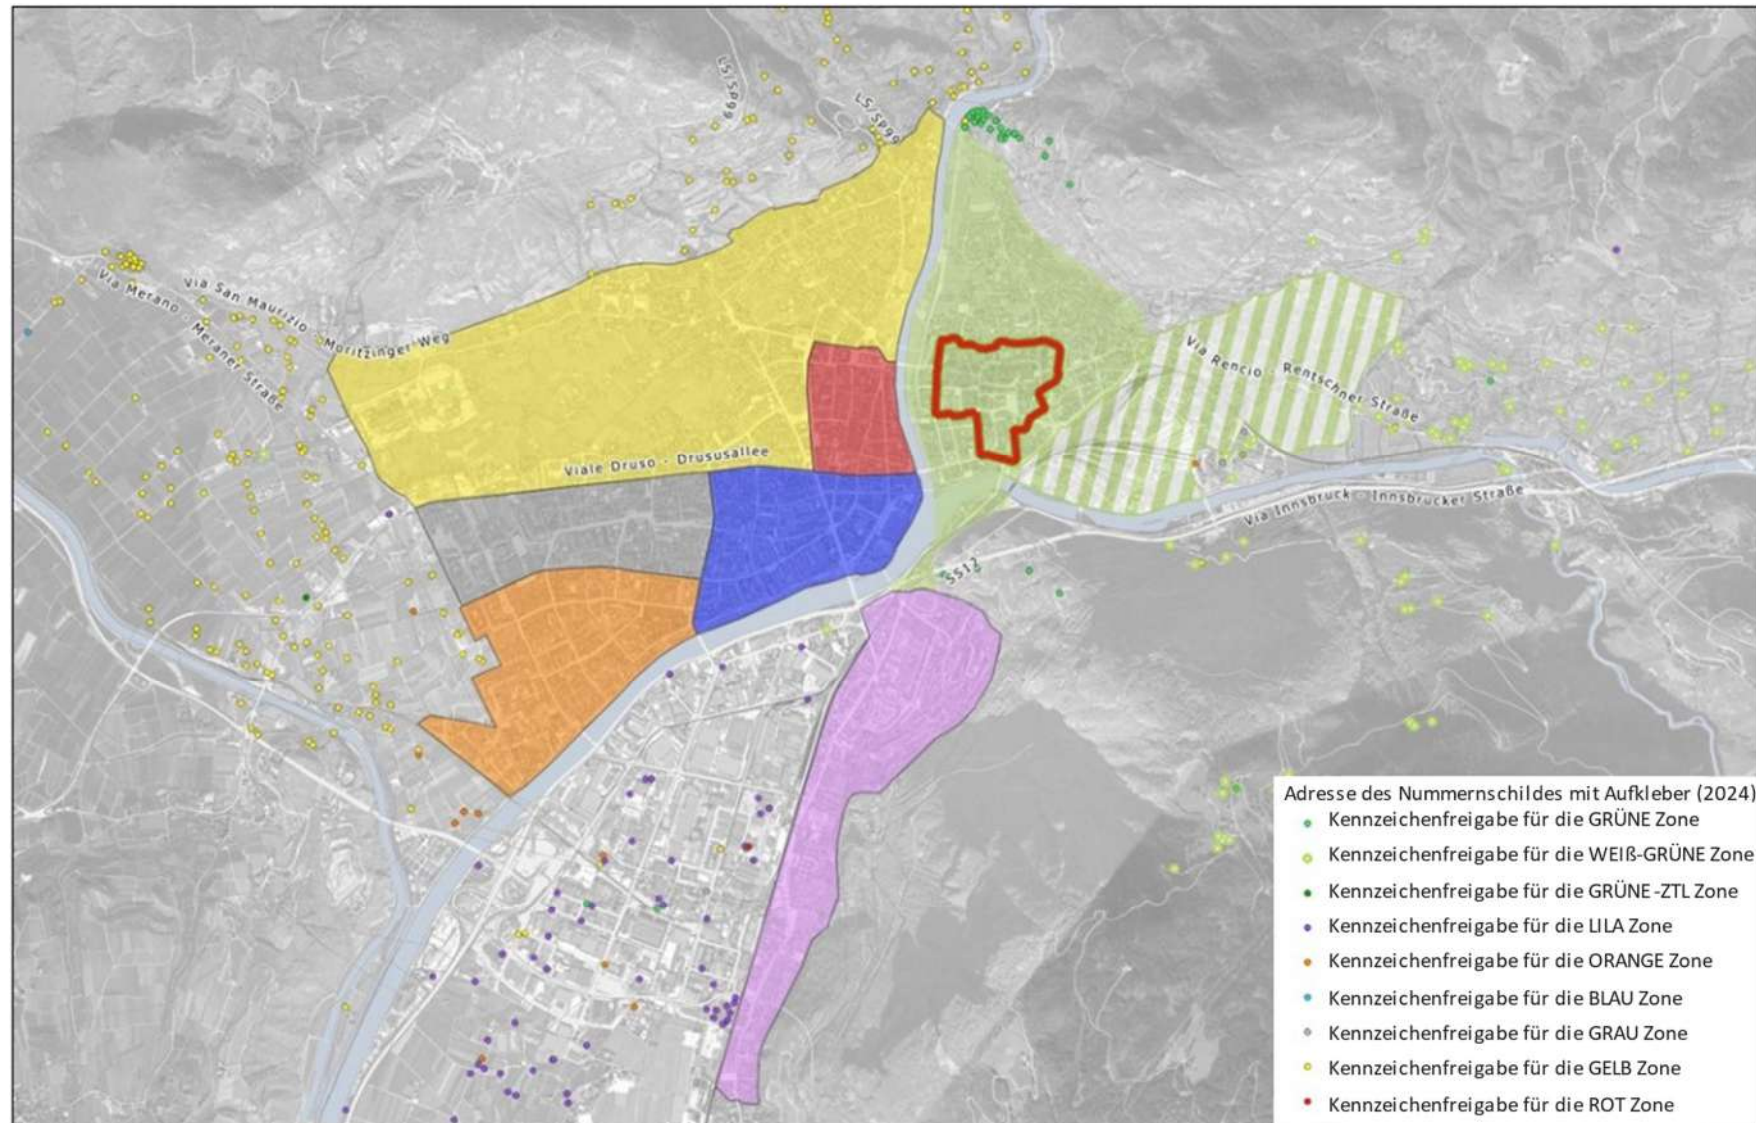 LS/SP99
LS/SP99
Via San Maurizio - Moritzinger Weg
Via Merano - Meraner Straße
Viale Druso - Drususallee
Via Rencio - Rentschner Straße
Via Innsbruck - Innsbrucker Straße
SS12
Adresse des Nummernschildes mit Aufkleber (2024)
Kennzeichenfreigabe für die GRÜNE Zone
Kennzeichenfreigabe für die WEIß-GRÜNE Zone
Kennzeichenfreigabe für die GRÜNE -ZTL Zone
Kennzeichenfreigabe für die LILA Zone
Kennzeichenfreigabe für die ORANGE Zone
Kennzeichenfreigabe für die BLAU Zone
Kennzeichenfreigabe für die GRAU Zone
Kennzeichenfreigabe für die GELB Zone
Kennzeichenfreigabe für die ROT Zone